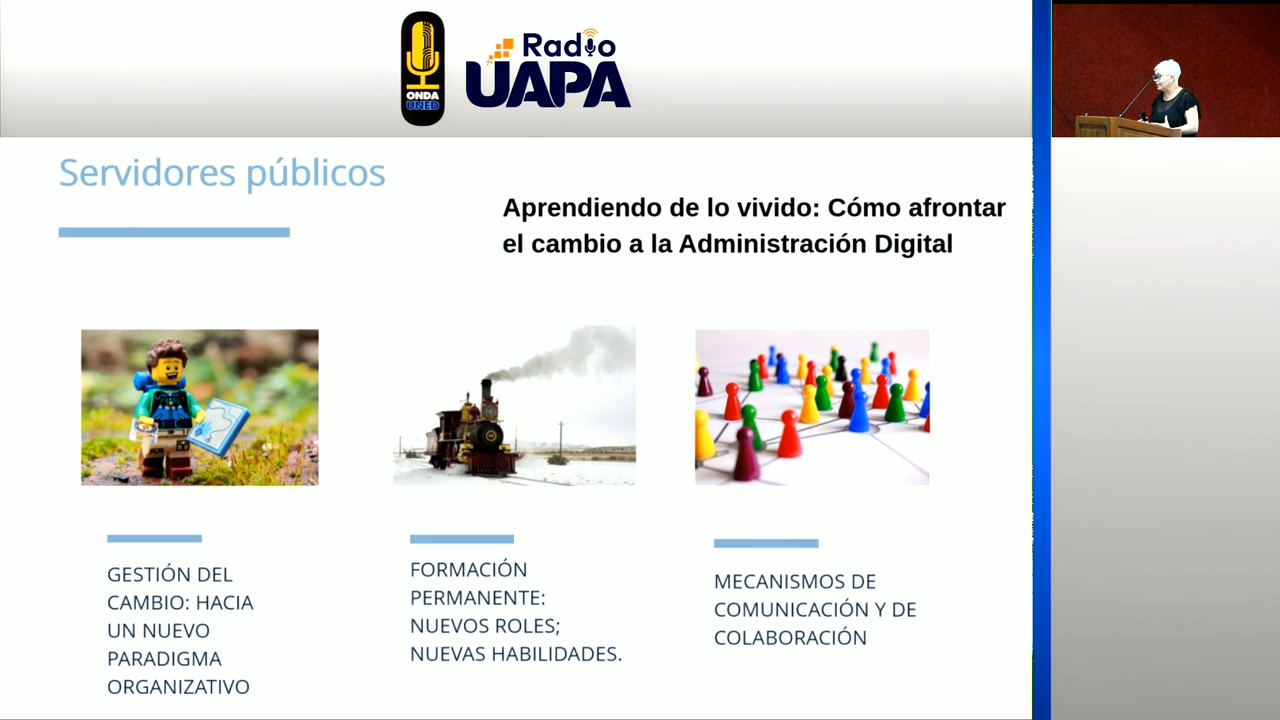 ONDA
UNED
Radio
UAPA
Servidores públicos
Aprendiendo de lo vivido: Cómo afrontar
el cambio a la Administración Digital
GESTIÓN DEL
CAMBIO: HACIA
UN NUEVO
PARADIGMA
ORGANIZATIVO
FORMACIÓN
PERMANENTE:
NUEVOS ROLES;
NUEVAS HABILIDADES.
MECANISMOS DE
COMUNICACIÓN Y DE
COLABORACIÓN